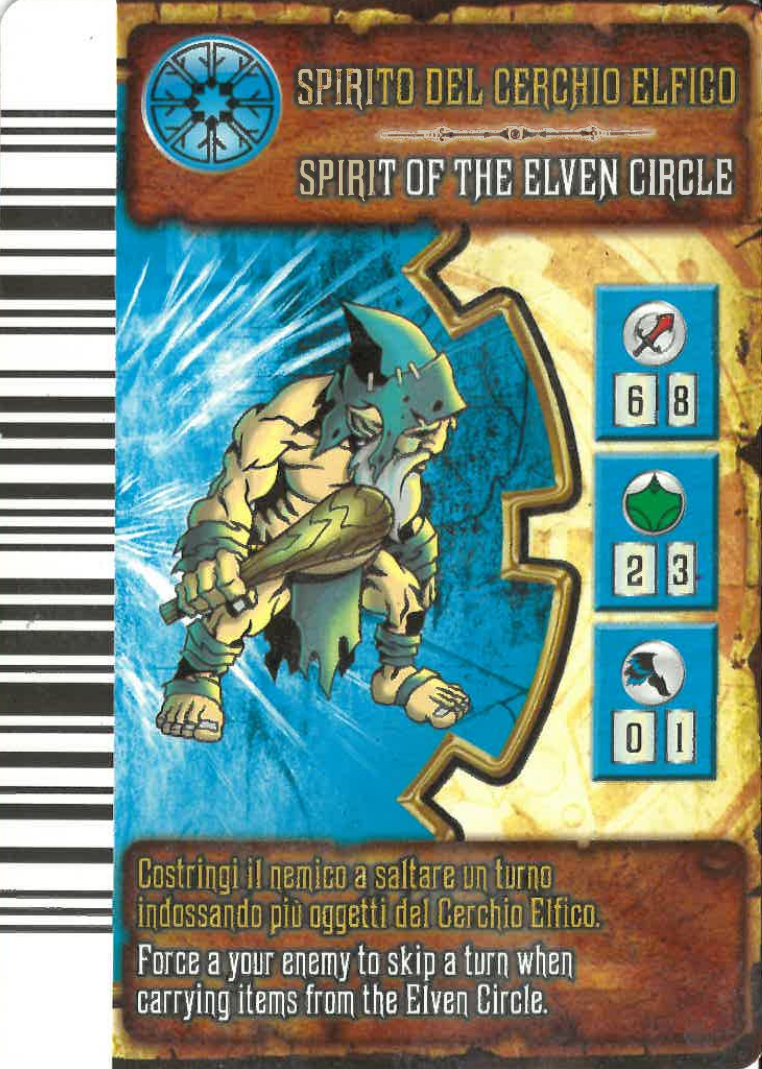 SPIRITO DEL CERCHIO ELFICO
SPIRIT OF THE ELVEN CIRCLE
6 8
2 3
0 1
Costringi il nemico a saltare un turno
indossando più oggetti del Cerchio Elfico.
Force a your enemy to skip a turn when
carrying items from the Elven Circle.